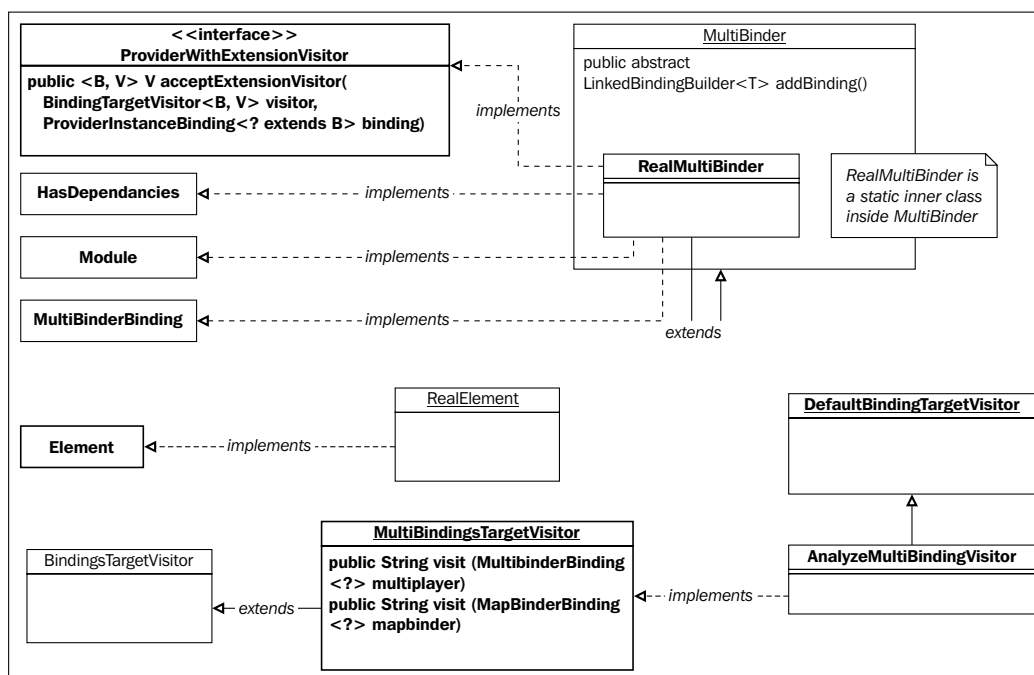 <<interface>>
ProviderWithExtensionVisitor
public <B, V> V acceptExtensionVisitor(
BindingTargetVisitor<B, V> visitor,
ProviderInstanceBinding<? extends B> binding)
implements
MultiBinder
public abstract
LinkedBindingBuilder<T> addBinding()
RealMultiBinder
RealMultiBinder is
a static inner class
inside MultiBinder
HasDependancies
implements
Module
implements
MultiBinderBinding
implements
extends
RealElement
Element
implements
DefaultBindingTargetVisitor
BindingsTargetVisitor
extends
MultiBindingsTargetVisitor
public String visit (MultibinderBinding
<?> multiplayer)
public String visit (MapBinderBinding
<?> mapbinder)
implements
AnalyzeMultiBindingVisitor